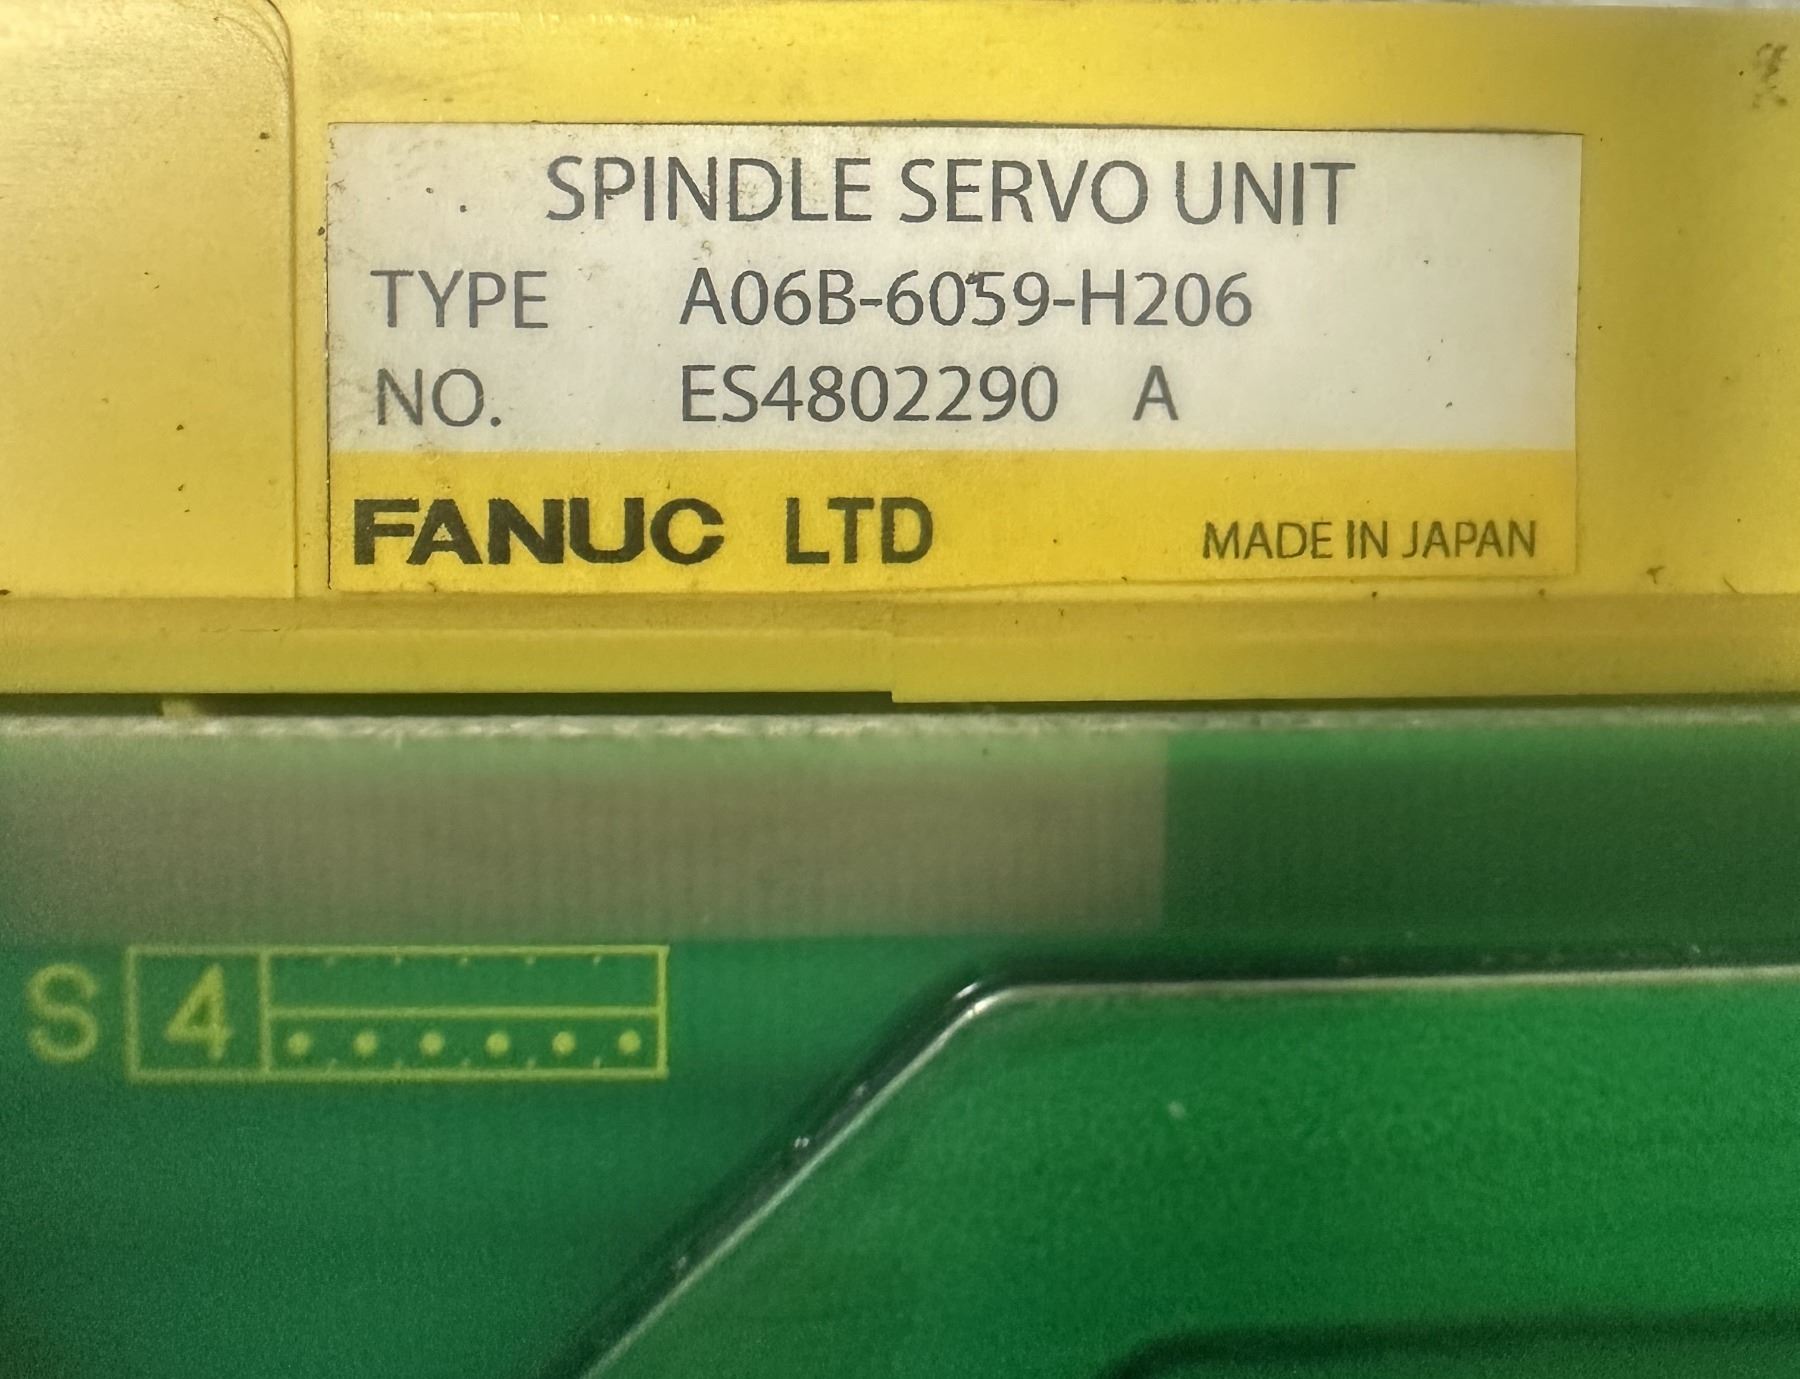 SPINDLE SERVO UNIT
TYPE A06B-6059-H206
NO. ES4802290 A
FANUC LTD MADE IN JAPAN
S 4